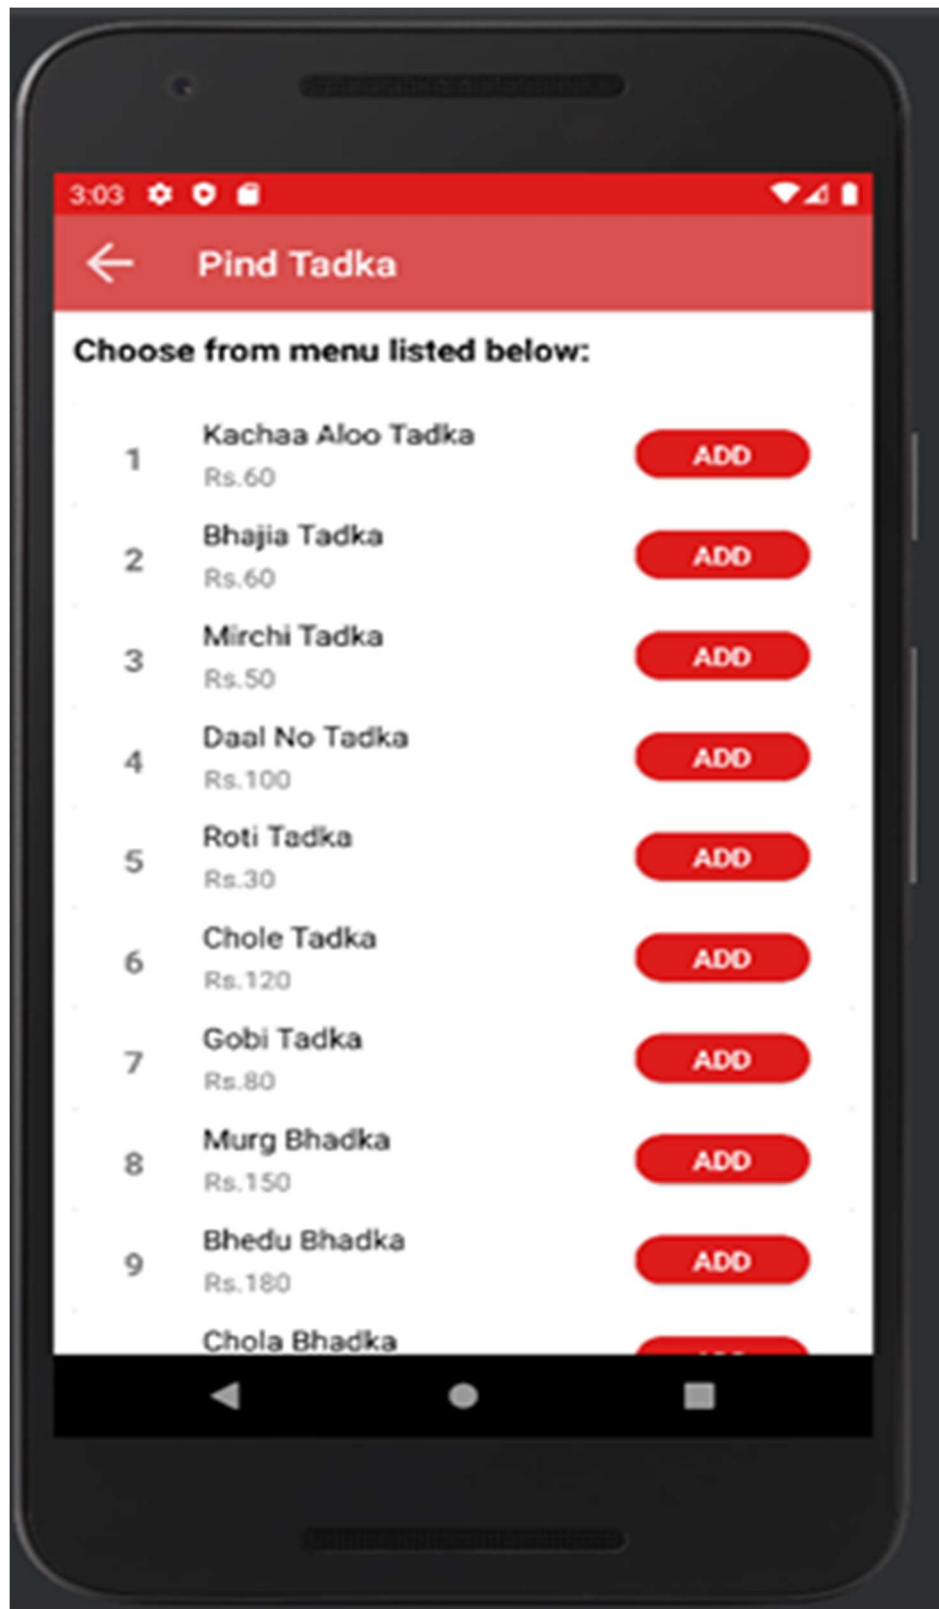 3:03
Pind Tadka
Choose from menu listed below:
1
Kachaa Aloo Tadka
Rs.60
ADD
2
Bhajia Tadka
Rs.60
ADD
3
Mirchi Tadka
Rs.50
ADD
4
Daal No Tadka
Rs.100
ADD
5
Roti Tadka
Rs.30
ADD
6
Chole Tadka
Rs.120
ADD
7
Gobi Tadka
Rs.80
ADD
8
Murg Bhadka
Rs.150
ADD
9
Bhedu Bhadka
Rs.180
ADD
Chola Bhadka